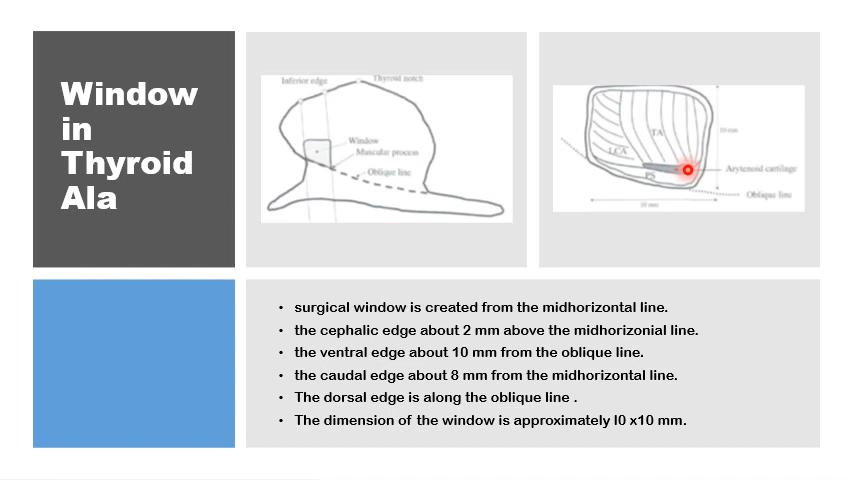 Window
in
Thyroid
Ala
Inferior edge
Thyroid notch
Window
Muscular process
Oblique line
TA
LCA
PS
10 mm
Arytenoid cartilage
Oblique line
10 mm
• surgical window is created from the midhorizontal line.
• the cephalic edge about 2 mm above the midhorizonial line.
• the ventral edge about 10 mm from the oblique line.
• the caudal edge about 8 mm from the midhorizontal line.
• The dorsal edge is along the oblique line .
• The dimension of the window is approximately l0 x10 mm.